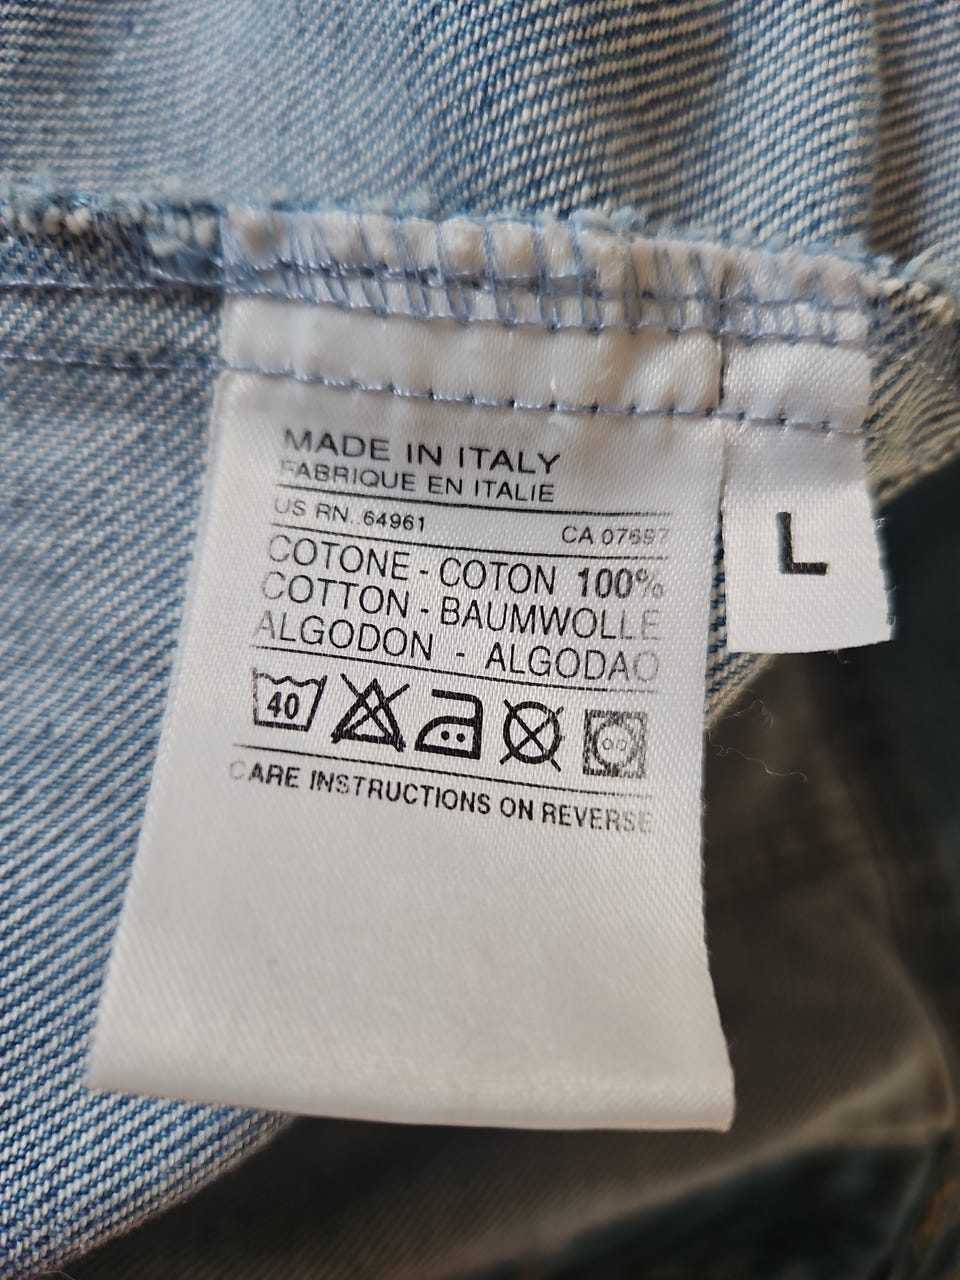 MADE IN ITALY
FABRIQUE EN ITALIE
US RN..64961 CA 07697
COTONE - COTON 100%
COTTON - BAUMWOLLE
ALGODON - ALGODAO
40
CARE INSTRUCTIONS ON REVERSE
L